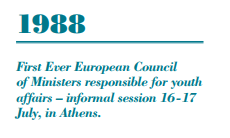 1988
First Ever European Council
of Ministers responsible for youth
affairs – informal session 16-17
July, in Athens.